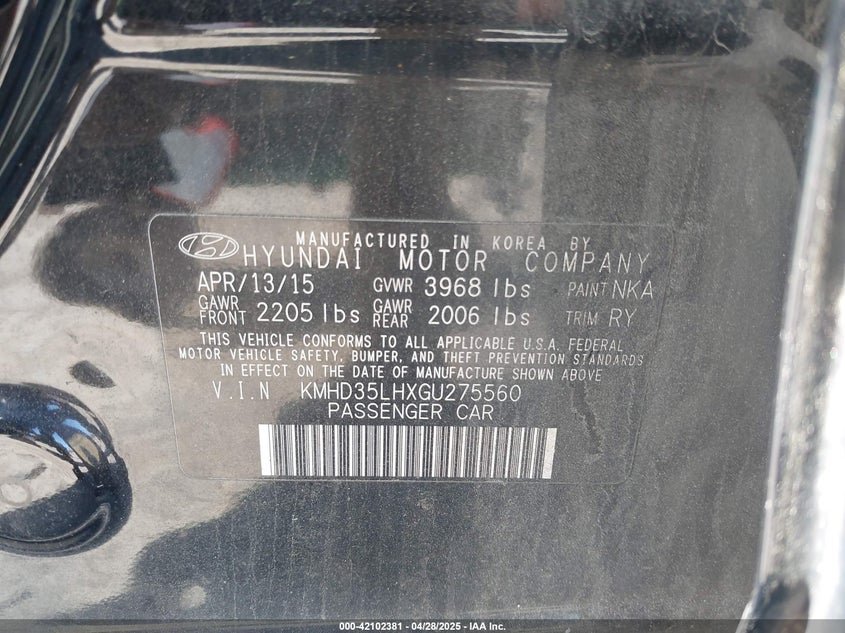 MANUFACTURED IN KOREA BY
HYUNDAI MOTOR COMPANY
APR/13/15 GVWR 3968 lbs PAINT NKA
GAWR FRONT 2205 lbs GAWR REAR 2006 lbs TRIM RY
THIS VEHICLE CONFORMS TO ALL APPLICABLE U.S.A. FEDERAL
MOTOR VEHICLE SAFETY, BUMPER, AND THEFT PREVENTION STANDARDS
IN EFFECT ON THE DATE OF MANUFACTURE SHOWN ABOVE
V.I.N KMHD35LHXGU275560
PASSENGER CAR
000-42102381 / 04/28/2025 - IAA Inc.